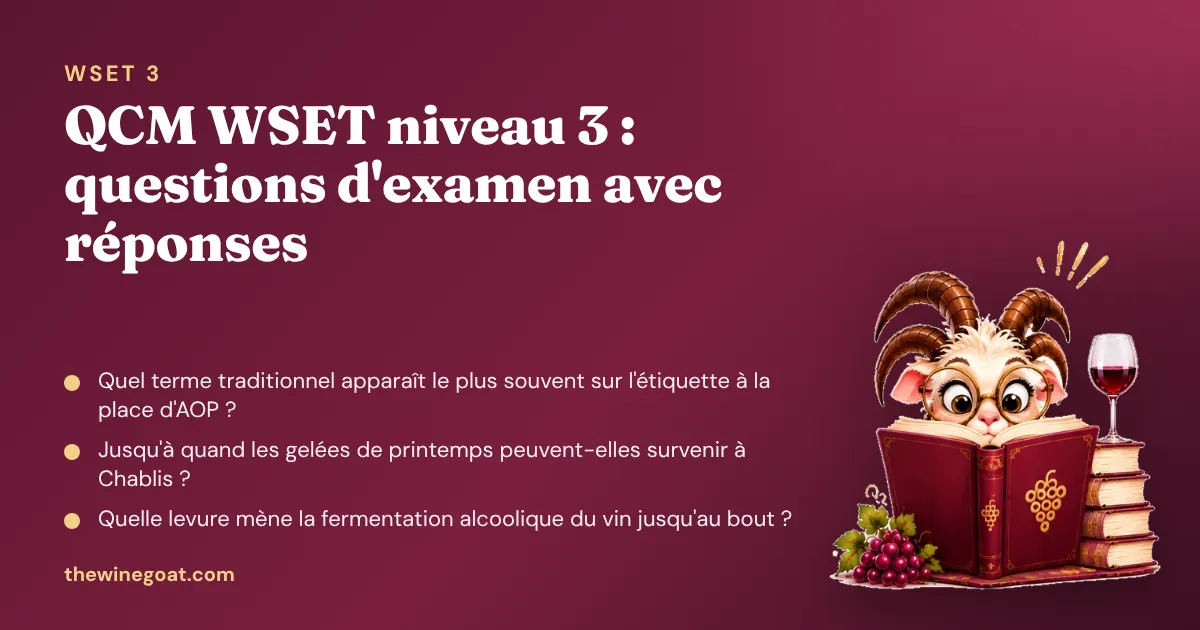 WSET 3
QCM WSET niveau 3 :
questions d'examen avec
réponses
Quel terme traditionnel apparaît le plus souvent sur l'étiquette à la
place d'AOP ?
Jusqu'à quand les gelées de printemps peuvent-elles survenir à
Chablis ?
Quelle levure mène la fermentation alcoolique du vin jusqu'au bout ?
thewinegoat.com